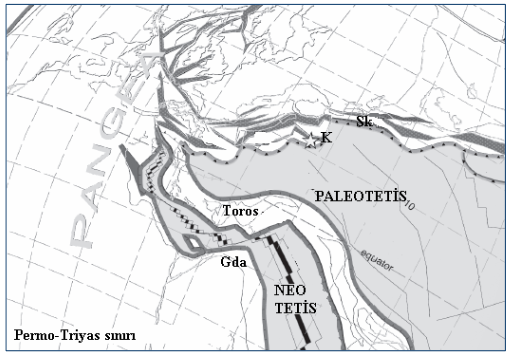 PANGEA
Sk
K
PALEOTETİS
10
Toros
equator
Gda
NEO
TETİS
Permo-Triyas sınırı